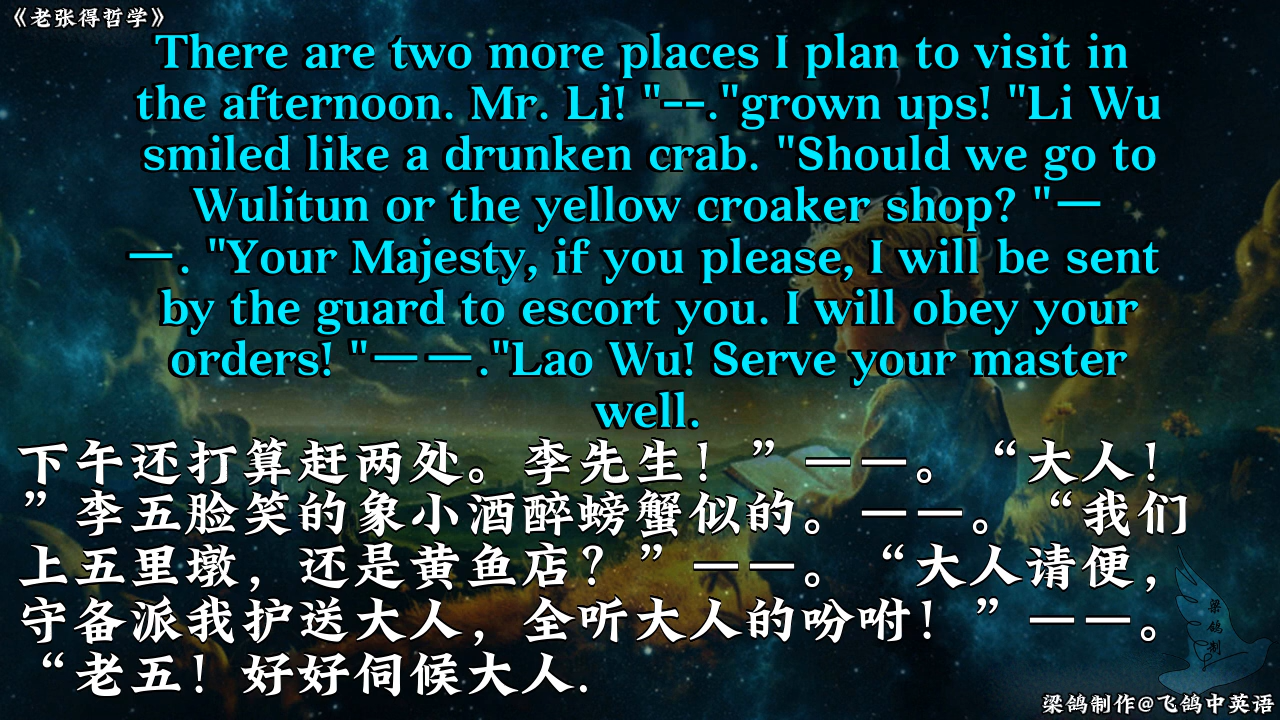 《老张得哲学》
There are two more places I plan to visit in
the afternoon. Mr. Li! "--."grown ups! "Li Wu
smiled like a drunken crab. "Should we go to
Wulitun or the yellow croaker shop? "—
—. "Your Majesty, if you please, I will be sent
by the guard to escort you. I will obey your
orders! "——."Lao Wu! Serve your master
well.
下午还打算赶两处。李先生！”——。“大人！
”李五脸笑的象小酒醉螃蟹似的。——。“我们
上五里墩，还是黄鱼店？”——。“大人请便，
守备派我护送大人，全听大人的吩咐！”——。
“老五！好好伺候大人.
梁鸽制
梁鸽制作@飞鸽中英语